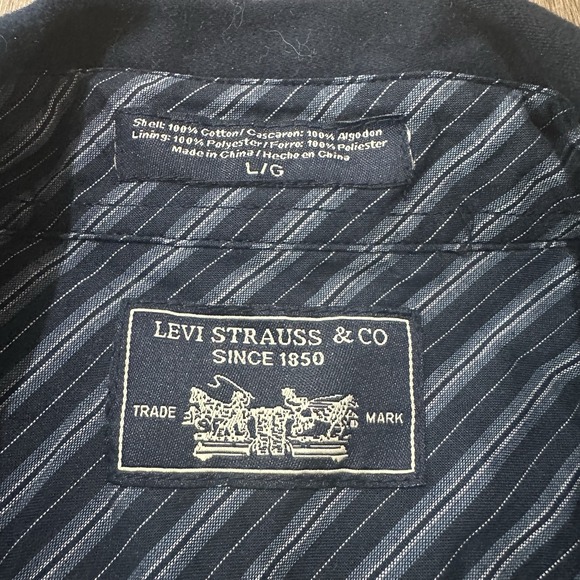 Shell: 100% Cotton/ Cascaron: 100% Algodon
Lining: 100% Polyester/ Forro: 100% Poliester
Made in China / Hecho en China
L/G
LEVI STRAUSS & CO
SINCE 1850
TRADE MARK